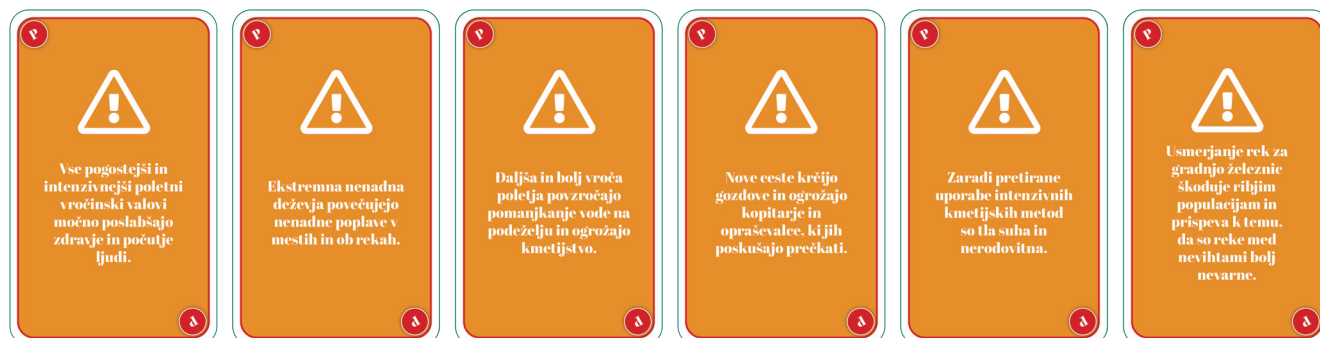 P
Vse pogostejši in
intenzivnejši poletni
vročinski valovi
močno poslabšajo
zdravje in počutje
ljudi.
P
P
Ekstremna nenadna
deževja povečujejo
nenadne poplave v
mestih in ob rekah.
P
P
Daljša in bolj vroča
poletja povzročajo
pomanjkanje vode na
podeželju in ogrožajo
kmetijstvo.
P
P
Nove ceste krčijo
gozdove in ogrožajo
kopitarje in
opraševalce, ki jih
poskušajo prečkati.
P
P
Zaradi pretirane
uporabe intenzivnih
kmetijskih metod
so tla suha in
nerodovitna.
P
P
Usmerjanje rek za
gradnjo železnic
škoduje ribjim
populacijam in
prispeva k temu,
da so reke med
nevihtami bolj
nevarne.
P